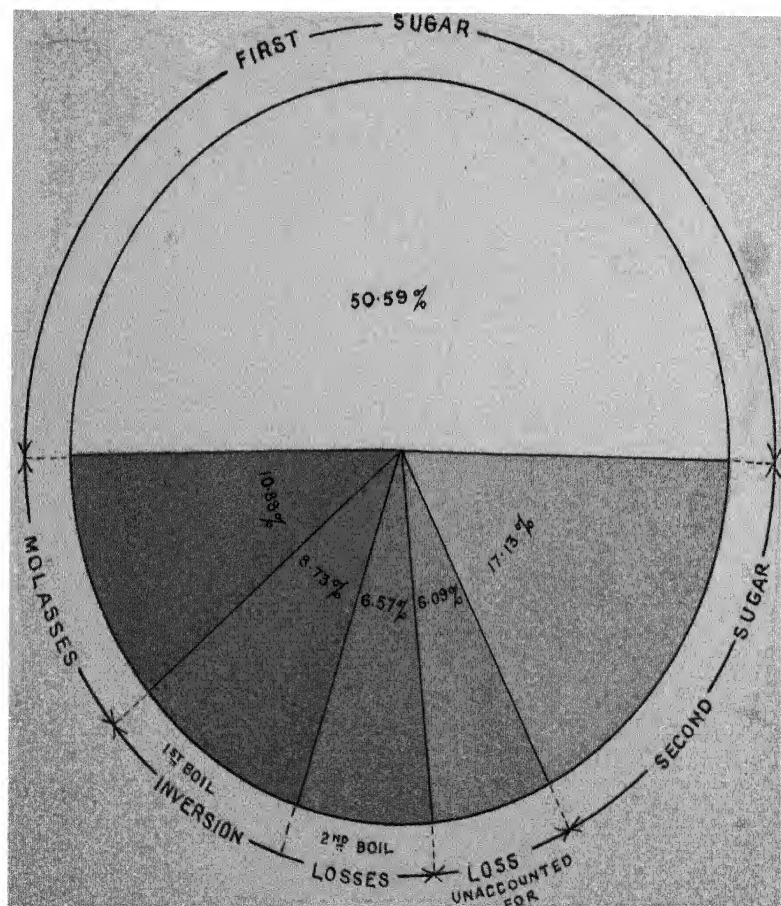 FIRST SUGAR
50·59%
10·88%
8·73%
6·57%
6·09%
17·13%
MOLASSES
1ST BOIL
INVERSION
2ND BOIL
LOSSES
LOSS
UNACCOUNTED
FOR
SECOND SUGAR